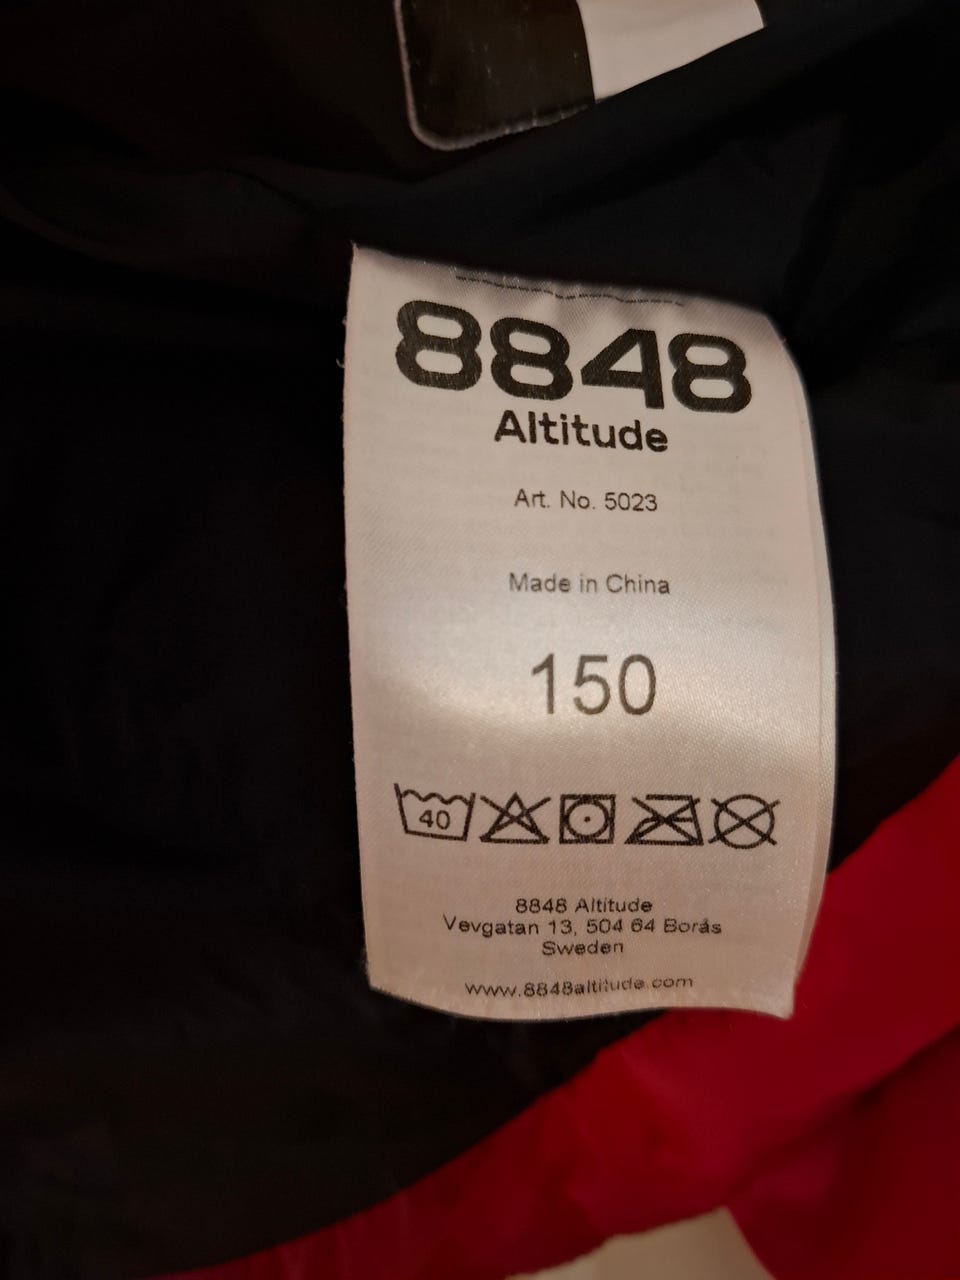 8848
Altitude
Art. No. 5023
Made in China
150
40
8848 Altitude
Vevgatan 13, 504 64 Borås
Sweden
www.8848altitude.com